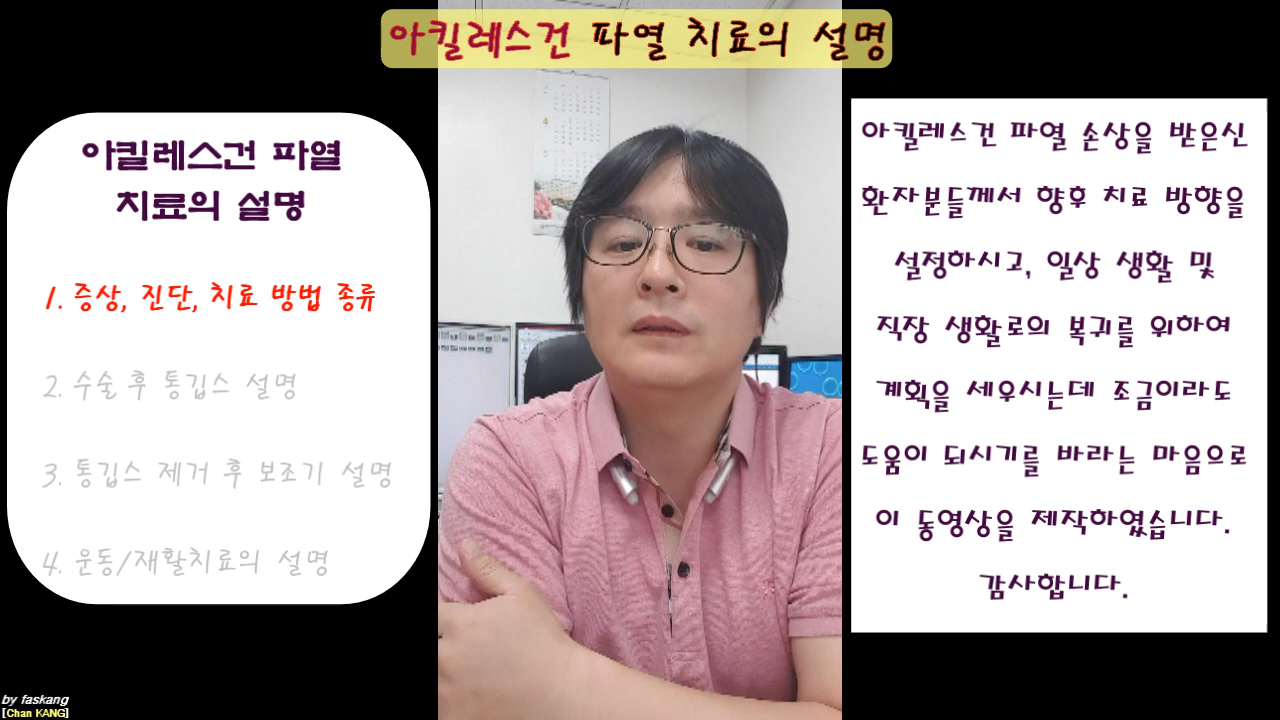 아킬레스건 파열 치료의 설명
아킬레스건 파열
치료의 설명
1. 증상, 진단, 치료 방법 종류
2. 수술 후 통깁스 설명
3. 통깁스 제거 후 보조기 설명
4. 운동/재활치료의 설명
아킬레스건 파열 손상을 받은신
환자분들께서 향후 치료 방향을
설정하시고, 일상 생활 및
직장 생활로의 복귀를 위하여
계획을 세우시는데 조금이라도
도움이 되시기를 바라는 마음으로
이 동영상을 제작하였습니다.
감사합니다.
by faskang
[Chan KANG]